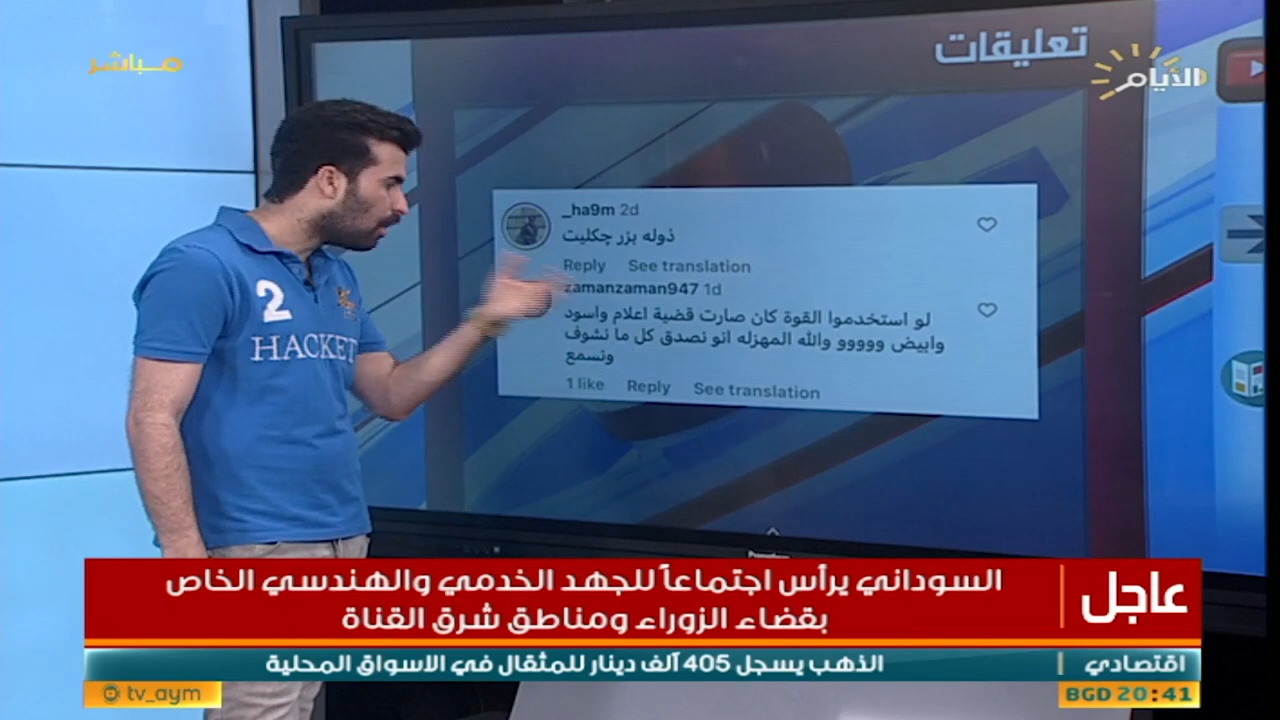 مباشر
تعليقات
الأيام
_ha9m 2d
ذوله بزر چكليت
Reply See translation
zamanzaman947 1d
لو استخدموا القوة كان صارت قضية اعلام واسود
وابيض ووووو والله المهزله انو تصدق كل ما نشوف
ونسمع
1 like Reply See translation
2
HACKET
عاجل
السوداني يرأس اجتماعاً للجهد الخدمي والهندسي الخاص
بقضاء الزوراء ومناطق شرق القناة
اقتصادي | الذهب يسجل 405 آلف دينار للمثقال في الاسواق المحلية
tv_aym
BGD 20:41